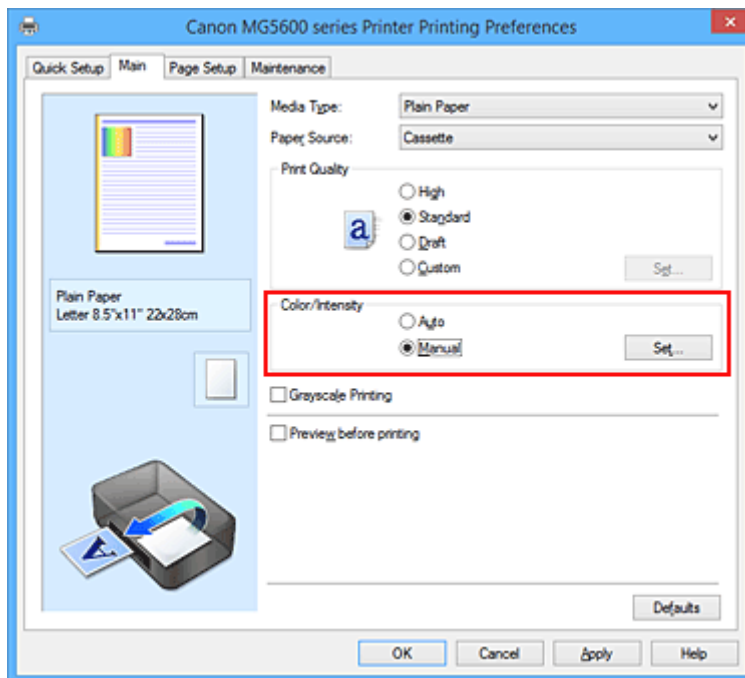 Canon MG5600 series Printer Printing Preferences
Quick Setup Main Page Setup Maintenance
Media Type: Plain Paper
Paper Source: Cassette
Print Quality
High
a Standard
Draft
Custom Set...
Plain Paper
Letter 8.5"x11" 22x28cm
Color/Intensity
Auto
Manual Set...
Grayscale Printing
Preview before printing
A
Defaults
OK Cancel Apply Help